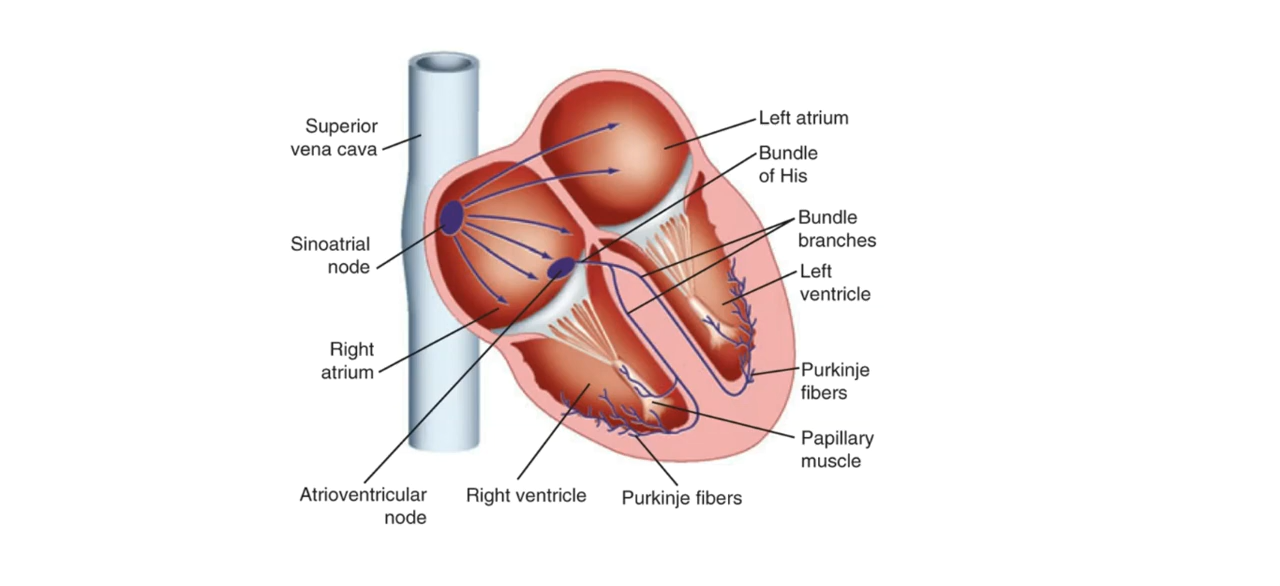 Superior
vena cava
Sinoatrial
node
Right
atrium
Atrioventricular
node
Right ventricle
Purkinje fibers
Left atrium
Bundle
of His
Bundle
branches
Left
ventricle
Purkinje
fibers
Papillary
muscle